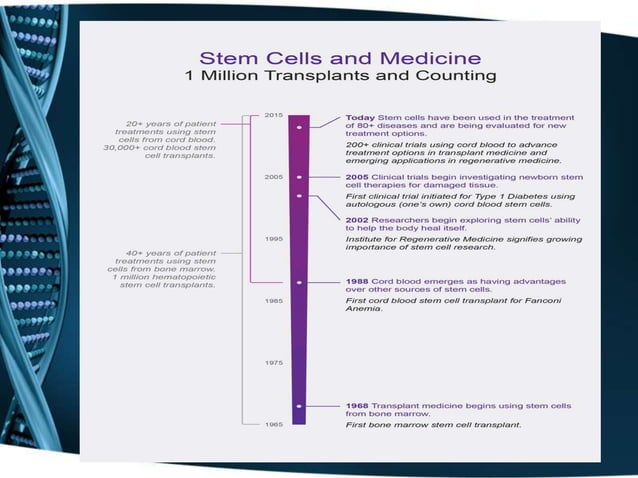 Stem Cells and Medicine
1 Million Transplants and Counting
20+ years of patient
treatments using stem
cells from cord blood.
30,000+ cord blood stem
cell transplants.
40+ years of patient
treatments using stem
cells from bone marrow.
1 million hematopoietic
stem cell transplants.
2015
2005
1995
1985
1975
1965
Today Stem cells have been used in the treatment
of 80+ diseases and are being evaluated for new
treatment options.
200+ clinical trials using cord blood to advance
treatment options in transplant medicine and
emerging applications in regenerative medicine.
2005 Clinical trials begin investigating newborn stem
cell therapies for damaged tissue.
First clinical trial initiated for Type 1 Diabetes using
autologous (one's own) cord blood stem cells.
2002 Researchers begin exploring stem cells' ability
to help the body heal itself.
Institute for Regenerative Medicine signifies growing
importance of stem cell research.
1988 Cord blood emerges as having advantages
over other sources of stem cells.
First cord blood stem cell transplant for Fanconi
Anemia.
1968 Transplant medicine begins using stem cells
from bone marrow.
First bone marrow stem cell transplant.